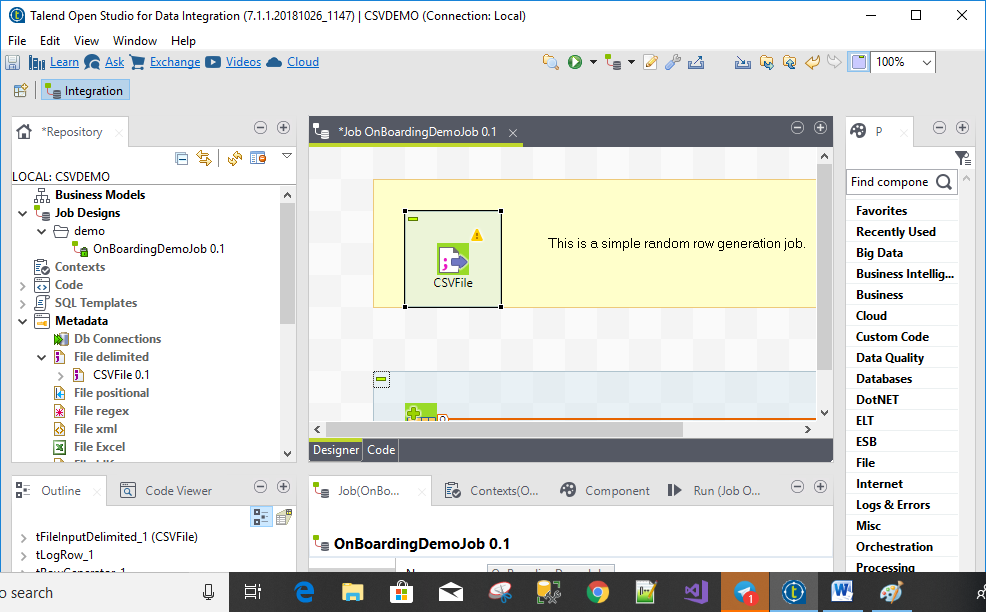 Talend Open Studio for Data Integration (7.1.1.20181026_1147) | CSVDEMO (Connection: Local)
File Edit View Window Help
Learn Ask Exchange Videos Cloud 100%
Integration
*Repository
LOCAL: CSVDEMO
Business Models
Job Designs
demo
OnBoardingDemoJob 0.1
Contexts
Code
SQL Templates
Metadata
Db Connections
File delimited
CSVFile 0.1
File positional
File regex
File xml
File Excel
*Job OnBoardingDemoJob 0.1
This is a simple random row generation job.
CSVFile
Designer Code
P
Find compone
Favorites
Recently Used
Big Data
Business Intellig...
Business
Cloud
Custom Code
Data Quality
Databases
DotNET
ELT
ESB
File
Internet
Logs & Errors
Misc
Orchestration
Processing
Outline Code Viewer
tFileInputDelimited_1 (CSVFile)
tLogRow_1
tRowGenerator_1
Job(OnBo... Contexts(O... Component Run (Job O...
OnBoardingDemoJob 0.1
o search
1